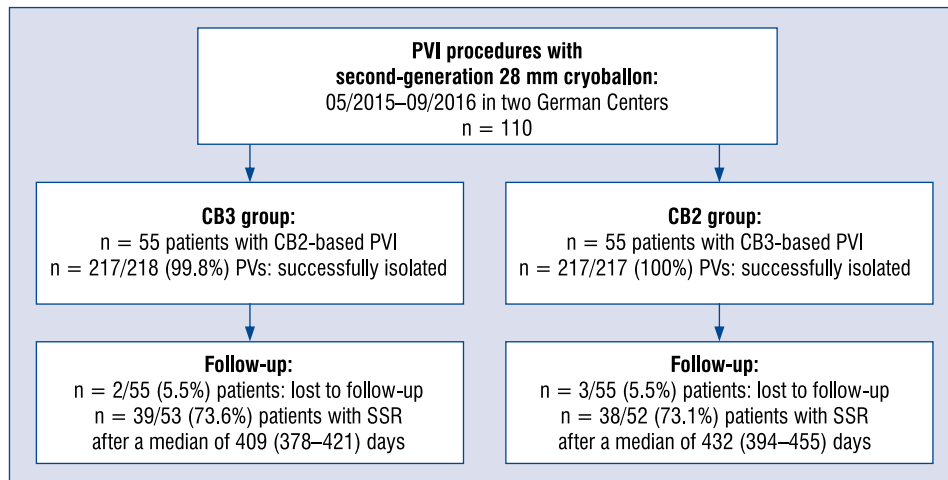 PVI procedures with
second-generation 28 mm cryoballon:
05/2015–09/2016 in two German Centers
n = 110
CB3 group:
n = 55 patients with CB2-based PVI
n = 217/218 (99.8%) PVs: successfully isolated
CB2 group:
n = 55 patients with CB3-based PVI
n = 217/217 (100%) PVs: successfully isolated
Follow-up:
n = 2/55 (5.5%) patients: lost to follow-up
n = 39/53 (73.6%) patients with SSR
after a median of 409 (378–421) days
Follow-up:
n = 3/55 (5.5%) patients: lost to follow-up
n = 38/52 (73.1%) patients with SSR
after a median of 432 (394–455) days